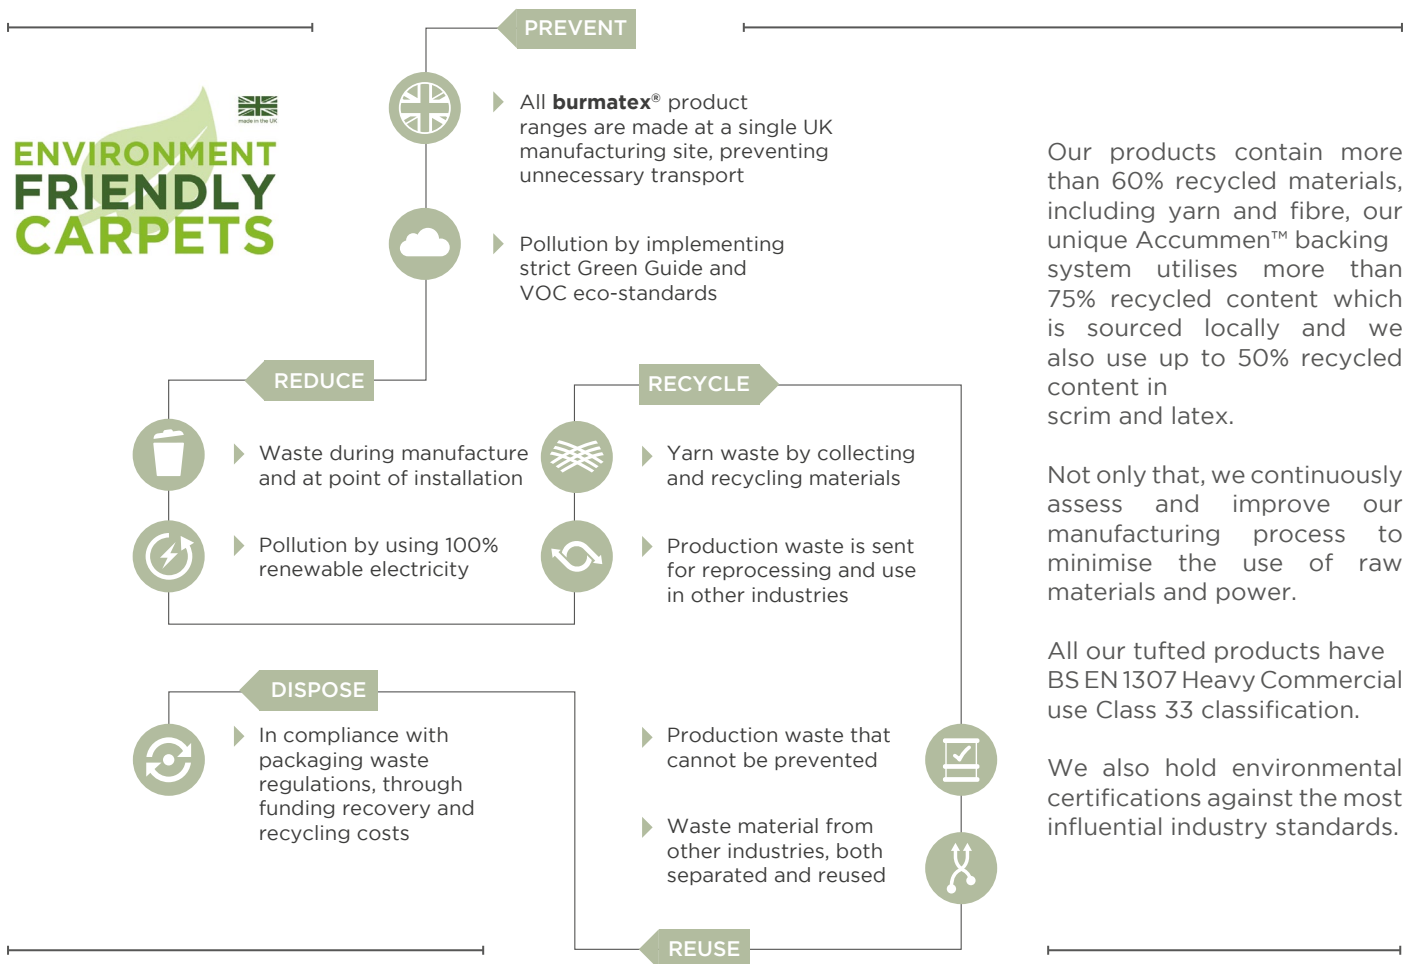 PREVENT
made in the UK
ENVIRONMENT
FRIENDLY
CARPETS
All burmatex® product
ranges are made at a single UK
manufacturing site, preventing
unnecessary transport
Pollution by implementing
strict Green Guide and
VOC eco-standards
REDUCE
Waste during manufacture
and at point of installation
Pollution by using 100%
renewable electricity
RECYCLE
Yarn waste by collecting
and recycling materials
Production waste is sent
for reprocessing and use
in other industries
DISPOSE
In compliance with
packaging waste
regulations, through
funding recovery and
recycling costs
Production waste that
cannot be prevented
Waste material from
other industries, both
separated and reused
REUSE
Our products contain more
than 60% recycled materials,
including yarn and fibre, our
unique Accummen™ backing
system utilises more than
75% recycled content which
is sourced locally and we
also use up to 50% recycled
content in
scrim and latex.
Not only that, we continuously
assess and improve our
manufacturing process to
minimise the use of raw
materials and power.
All our tufted products have
BS EN 1307 Heavy Commercial
use Class 33 classification.
We also hold environmental
certifications against the most
influential industry standards.